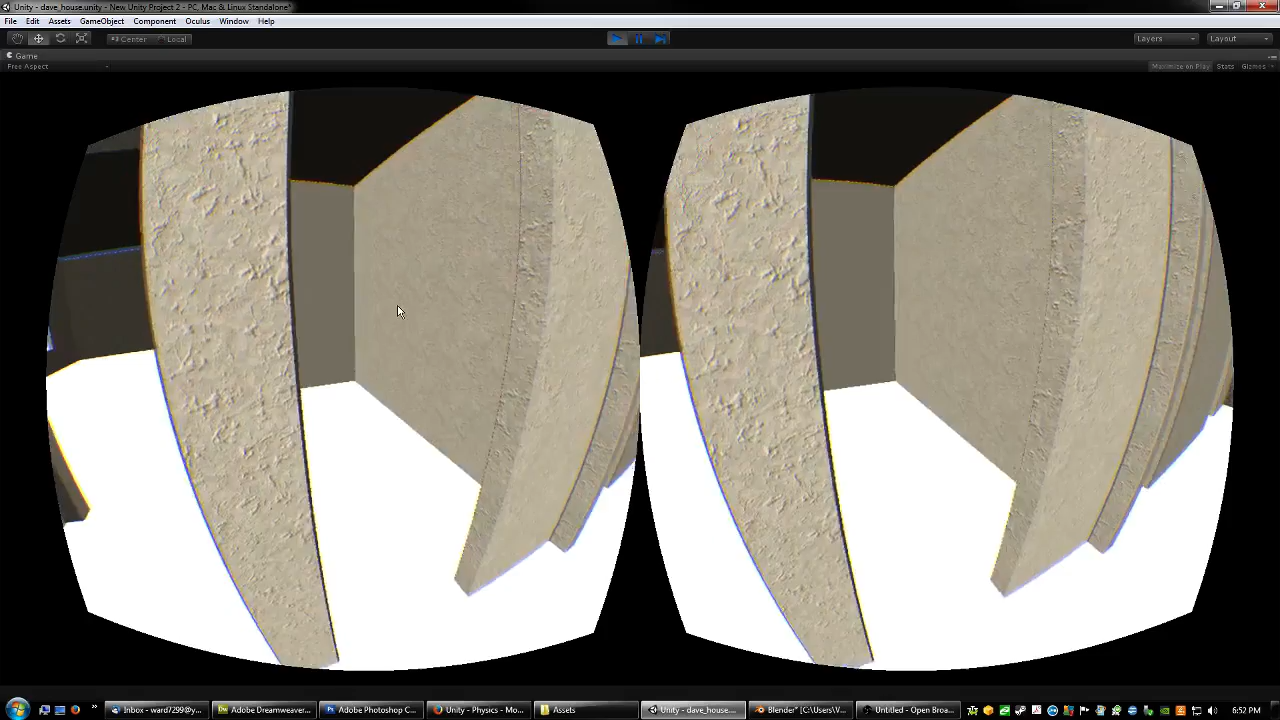 Unity - dave_house.unity - New Unity Project 2 - PC, Mac & Linux Standalone*
File Edit Assets GameObject Component Oculus Window Help
Center Local
Layers
Layout
Game
Free Aspect
Maximize on Play Stats Gizmos
Inbox - ward7299@y...
Adobe Dreamweaver...
Adobe Photoshop C...
Unity - Physics - Mo...
Assets
Unity - dave_house....
Blender* [C:\Users\V...
Untitled - Open Broa...
6:52 PM